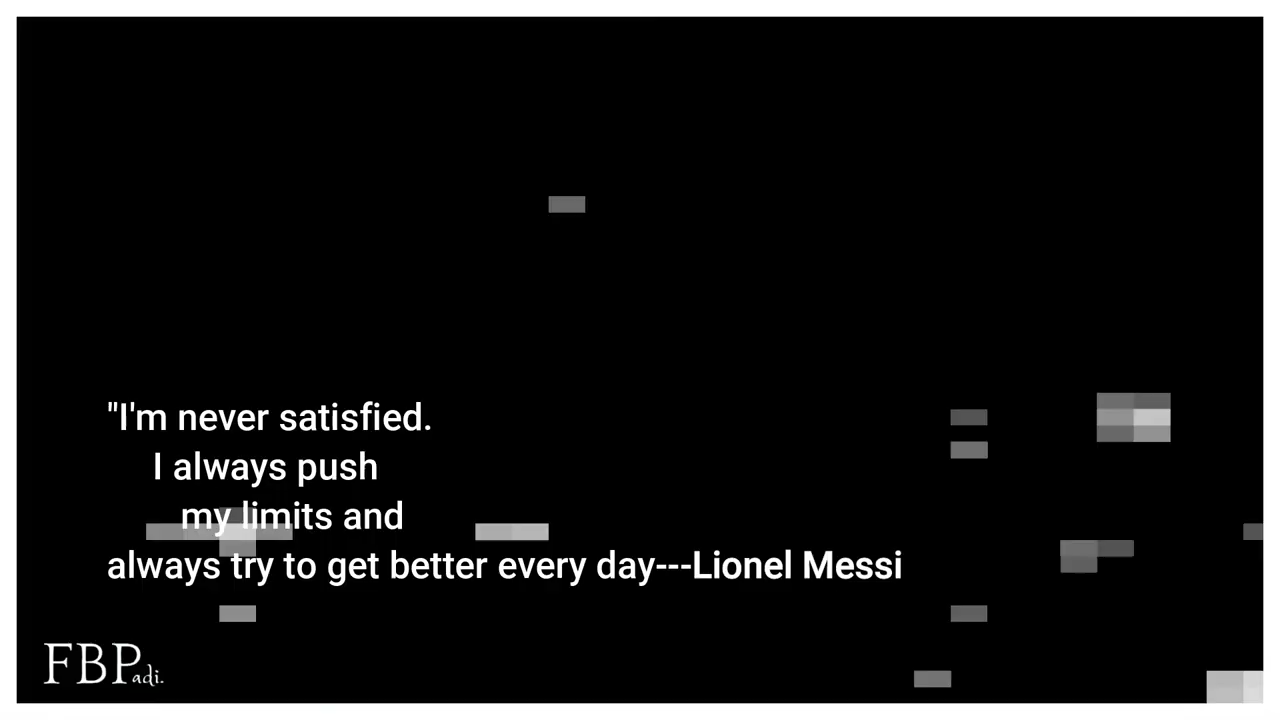 "I'm never satisfied.
I always push
my limits and
always try to get better every day---Lionel Messi
FBPadi.